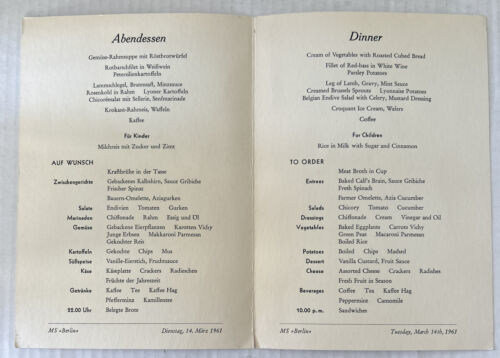 Abendessen
Gemüse-Rahmsuppe mit Röstbrotwürfel
Rotbarschfilet in Weißwein
Petersilienkartoffeln
Lammschlegel, Bratensaft, Minzsauce
Rosenkohl in Rahm Lyoner Kartoffeln
Chicoréesalat mit Sellerie, Senfmarinade
Krokant-Rahmeis, Waffeln
Kaffee
Für Kinder
Milchreis mit Zucker und Zimt
AUF WUNSCH
Kraftbrühe in der Tasse
Zwischengerichte Gebackenes Kalbshirn, Sauce Gribiche
Frischer Spinat
Bauern-Omelette, Aziagurken
Salate Endivien Tomaten Gurken
Marinaden Chiffonade Rahm Essig und Öl
Gemüse Gebackene Eierpflanzen Karotten Vichy
Junge Erbsen Makkaroni Parmesan
Gekochter Reis
Kartoffeln Gekochte Chips Mus
Süßspeise Vanille-Eierstich, Fruchtsauce
Käse Käseplatte Crackers Radieschen
Früchte der Jahreszeit
Getränke Kaffee Tee Kaffee Hag
Pfefferminz Kamillentee
22.00 Uhr Belegte Brote
MS »Berlin« Dienstag, 14. März 1961
Dinner
Cream of Vegetables with Roasted Cubed Bread
Fillet of Red-bass in White Wine
Parsley Potatoes
Leg of Lamb, Gravy, Mint Sauce
Creamed Brussels Sprouts Lyonnaise Potatoes
Belgian Endive Salad with Celery, Mustard Dressing
Croquant Ice Cream, Wafers
Coffee
For Children
Rice in Milk with Sugar and Cinnamon
TO ORDER
Meat Broth in Cup
Entrees Baked Calf's Brain, Sauce Gribiche
Fresh Spinach
Farmer Omelette, Azia Cucumber
Salads Chicory Tomato Cucumber
Dressings Chiffonade Cream Vinegar and Oil
Vegetables Baked Eggplant Carrots Vichy
Green Peas Macaroni Parmesan
Boiled Rice
Potatoes Boiled Chips Mashed
Dessert Vanilla Custard, Fruit Sauce
Cheese Assorted Cheese Crackers Radishes
Fresh Fruit in Season
Beverages Coffee Tea Kaffee Hag
Peppermint Camomile
10.00 p.m. Sandwiches
MS »Berlin« Tuesday, March 14th, 1961